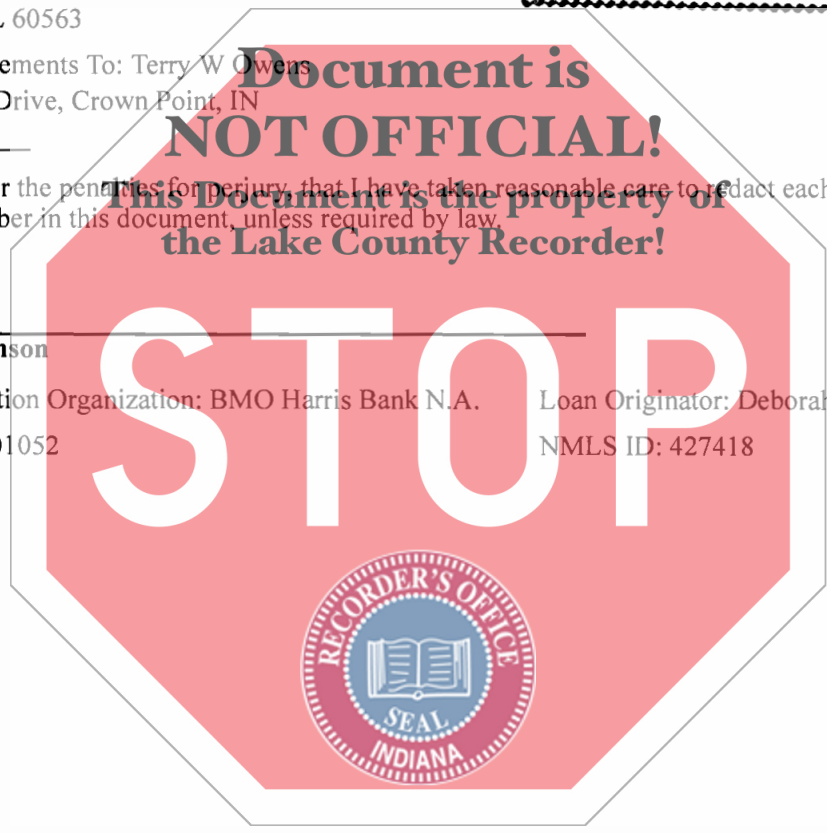 L 60563
ements To: Terry W Owens
Drive, Crown Point, IN
Document is
NOT OFFICIAL!
r the penalties for perjury, that I have taken reasonable care to redact each
ber in this document, unless required by law.
This Document is the property of
the Lake County Recorder!
nson
tion Organization: BMO Harris Bank N.A. Loan Originator: Deborah
01052 NMLS ID: 427418
STOP
RECORDER'S OFFICE
SEAL
INDIANA